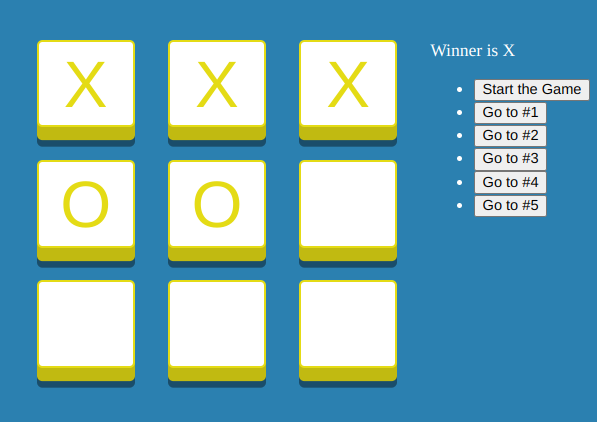 X X X
O O
Winner is X
Start the Game
Go to #1
Go to #2
Go to #3
Go to #4
Go to #5